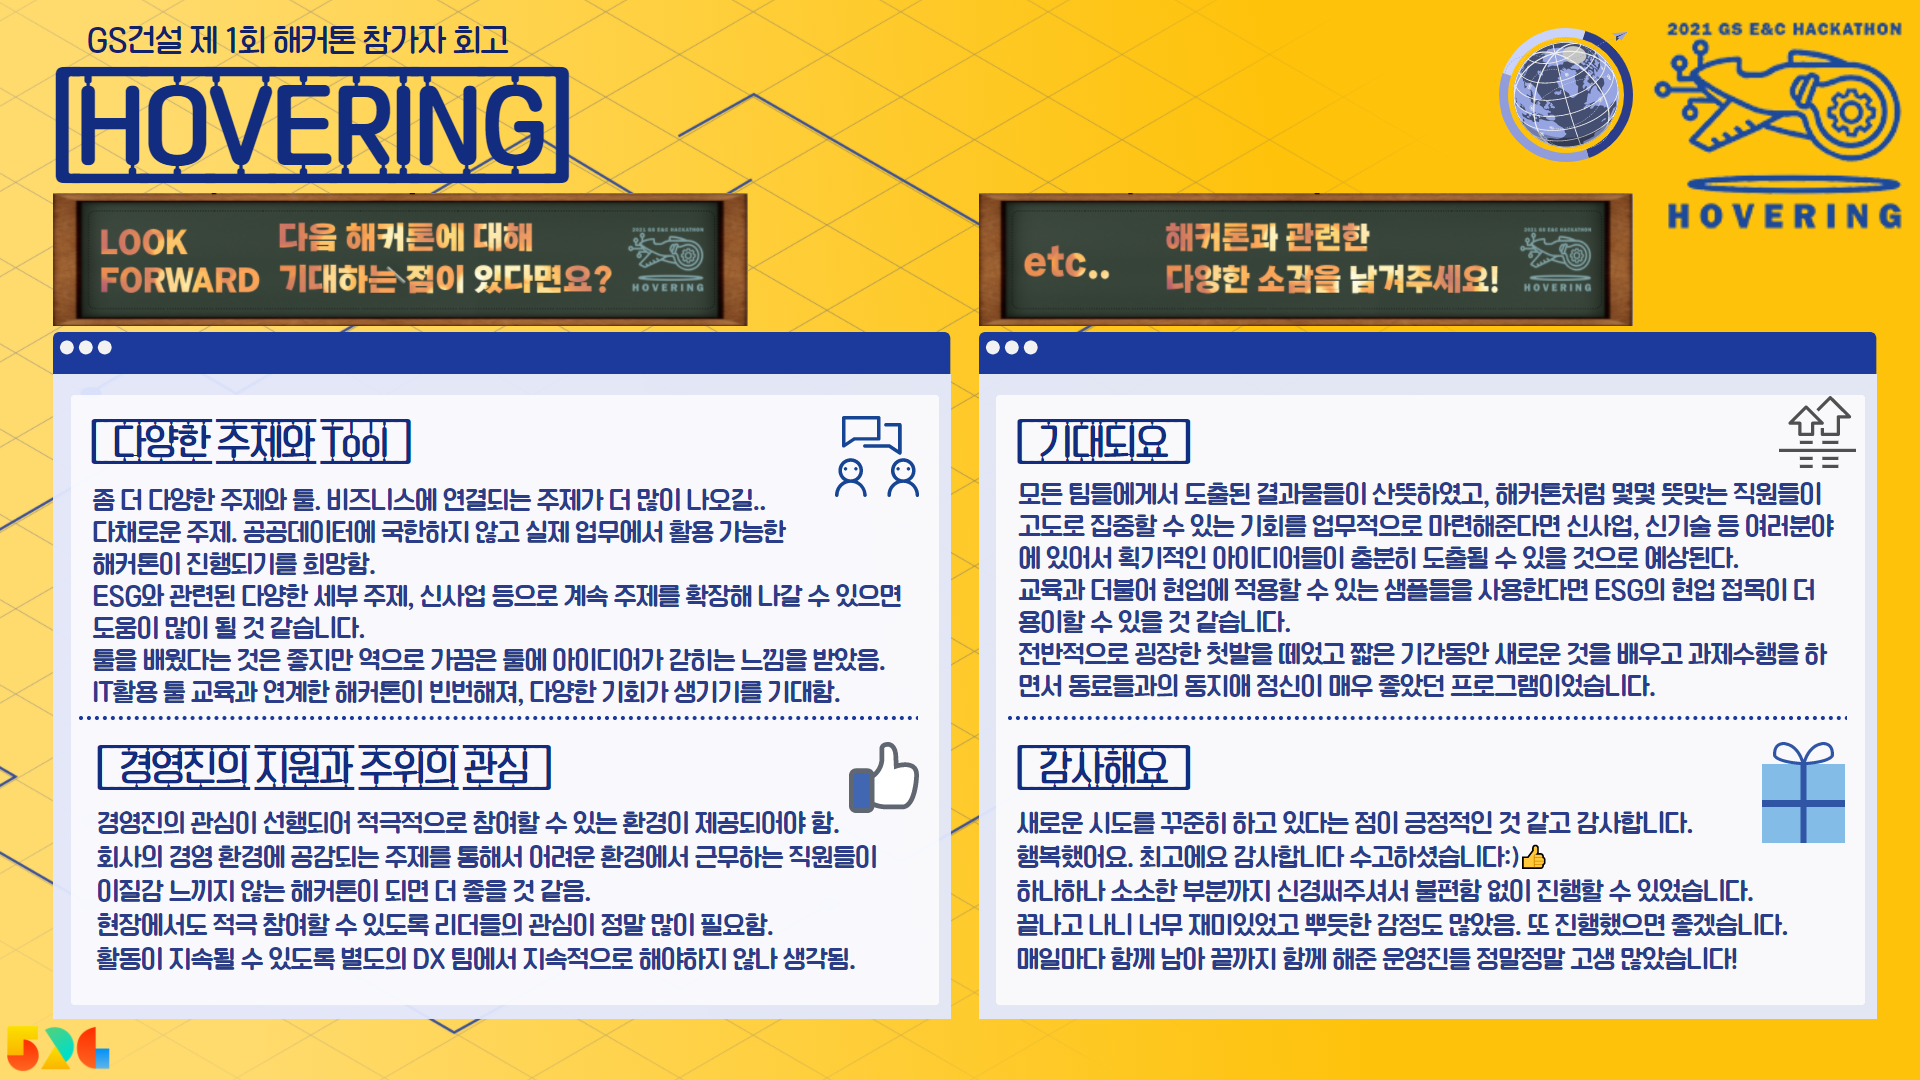 GS건설 제 1회 해커톤 참가자 회고
HOVERING
2021 GS E&C HACKATHON
HOVERING
LOOK FORWARD
다음 해커톤에 대해
기대하는 점이 있다면요?
2021 GS E&C HACKATHON
HOVERING
다양한 주제와 Tool
좀 더 다양한 주제와 툴. 비즈니스에 연결되는 주제가 더 많이 나오길..
다채로운 주제. 공공데이터에 국한하지 않고 실제 업무에서 활용 가능한
해커톤이 진행되기를 희망함.
ESG와 관련된 다양한 세부 주제, 신사업 등으로 계속 주제를 확장해 나갈 수 있으면
도움이 많이 될 것 같습니다.
툴을 배웠다는 것은 좋지만 역으로 가끔은 툴에 아이디어가 갇히는 느낌을 받았음.
IT활용 툴 교육과 연계한 해커톤이 빈번해져, 다양한 기회가 생기기를 기대함.
경영진의 지원과 주위의 관심
경영진의 관심이 선행되어 적극적으로 참여할 수 있는 환경이 제공되어야 함.
회사의 경영 환경에 공감되는 주제를 통해서 어려운 환경에서 근무하는 직원들이
이질감 느끼지 않는 해커톤이 되면 더 좋을 것 같음.
현장에서도 적극 참여할 수 있도록 리더들의 관심이 정말 많이 필요함.
활동이 지속될 수 있도록 별도의 DX 팀에서 지속적으로 해야하지 않나 생각됨.
etc..
해커톤과 관련한
다양한 소감을 남겨주세요!
2021 GS E&C HACKATHON
HOVERING
기대되요
모든 팀들에게서 도출된 결과물들이 산뜻하였고, 해커톤처럼 몇몇 뜻맞는 직원들이
고도로 집중할 수 있는 기회를 업무적으로 마련해준다면 신사업, 신기술 등 여러분야
에 있어서 획기적인 아이디어들이 충분히 도출될 수 있을 것으로 예상된다.
교육과 더불어 현업에 적용할 수 있는 샘플들을 사용한다면 ESG의 현업 접목이 더
용이할 수 있을 것 같습니다.
전반적으로 굉장한 첫발을 떼었고 짧은 기간동안 새로운 것을 배우고 과제수행을 하
면서 동료들과의 동지애 정신이 매우 좋았던 프로그램이었습니다.
감사해요
새로운 시도를 꾸준히 하고 있다는 점이 긍정적인 것 같고 감사합니다.
행복했어요. 최고에요 감사합니다 수고하셨습니다:)👍
하나하나 소소한 부분까지 신경써주셔서 불편함 없이 진행할 수 있었습니다.
끝나고 나니 너무 재미있었고 뿌듯한 감정도 많았음. 또 진행했으면 좋겠습니다.
매일마다 함께 남아 끝까지 함께 해준 운영진들 정말정말 고생 많았습니다!